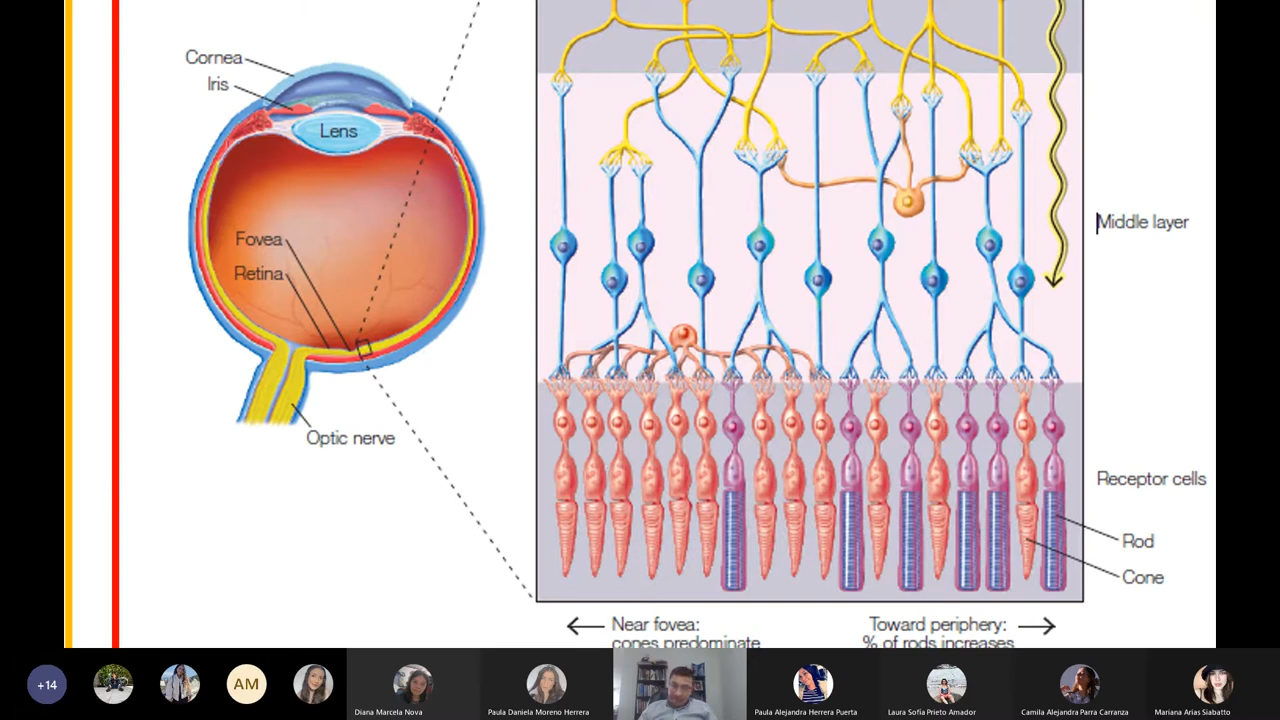 Cornea
Iris
Lens
Fovea
Retina
Optic nerve
Middle layer
Receptor cells
Rod
Cone
Near fovea:
cones predominate
Toward periphery:
% of rods increases
+14
AM
Diana Marcela Nova
Paula Daniela Moreno Herrera
Paula Alejandra Herrera Puerta
Laura Sofía Prieto Amador
Camila Alejandra Parra Carranza
Mariana Arias Siabatto